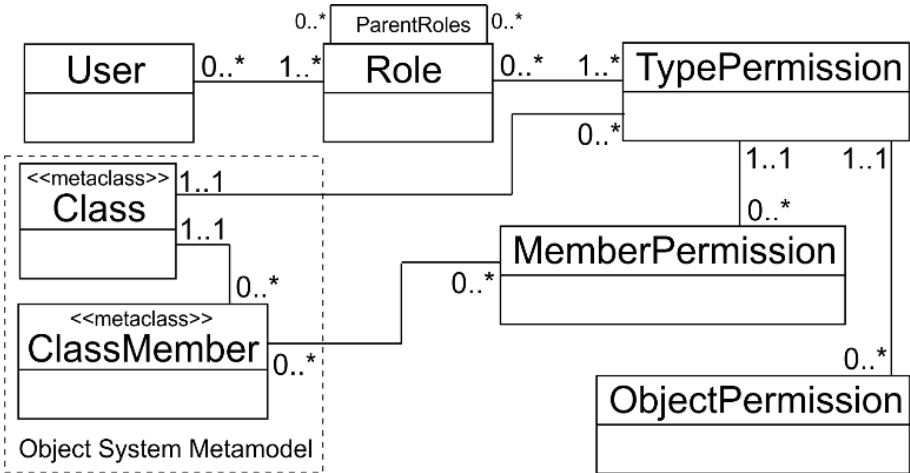 0..* ParentRoles 0..*
User 0..* 1..* Role 0..* 1..* TypePermission
0..*
<<metaclass>> 1..1 1..1 1..1
Class
1..1 0..*
MemberPermission
0..* 0..*
<<metaclass>>
ClassMember
0..* 0..*
ObjectPermission
Object System Metamodel